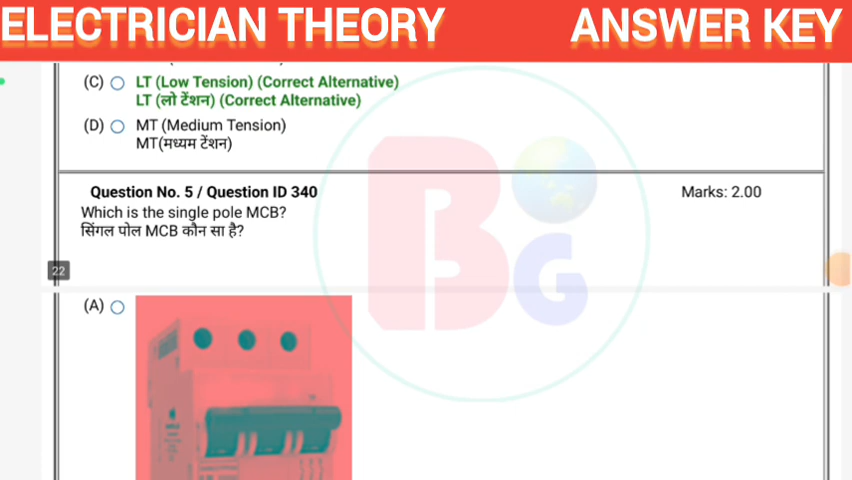 ELECTRICIAN THEORY ANSWER KEY
(C) LT (Low Tension) (Correct Alternative)
LT (लो टेंशन) (Correct Alternative)
(D) MT (Medium Tension)
MT(मध्यम टेंशन)
Question No. 5 / Question ID 340 Marks: 2.00
Which is the single pole MCB?
सिंगल पोल MCB कौन सा है?
22
(A)
BG